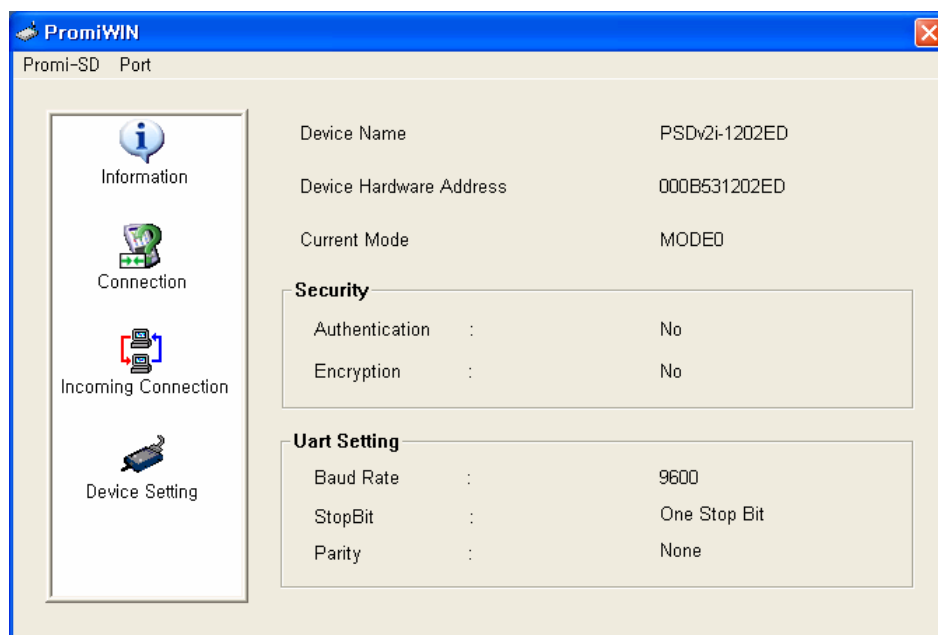 PromiWIN
Promi-SD Port
Information
Connection
Incoming Connection
Device Setting
Device Name PSDv2i-1202ED
Device Hardware Address 000B531202ED
Current Mode MODE0
Security
Authentication : No
Encryption : No
Uart Setting
Baud Rate : 9600
StopBit : One Stop Bit
Parity : None